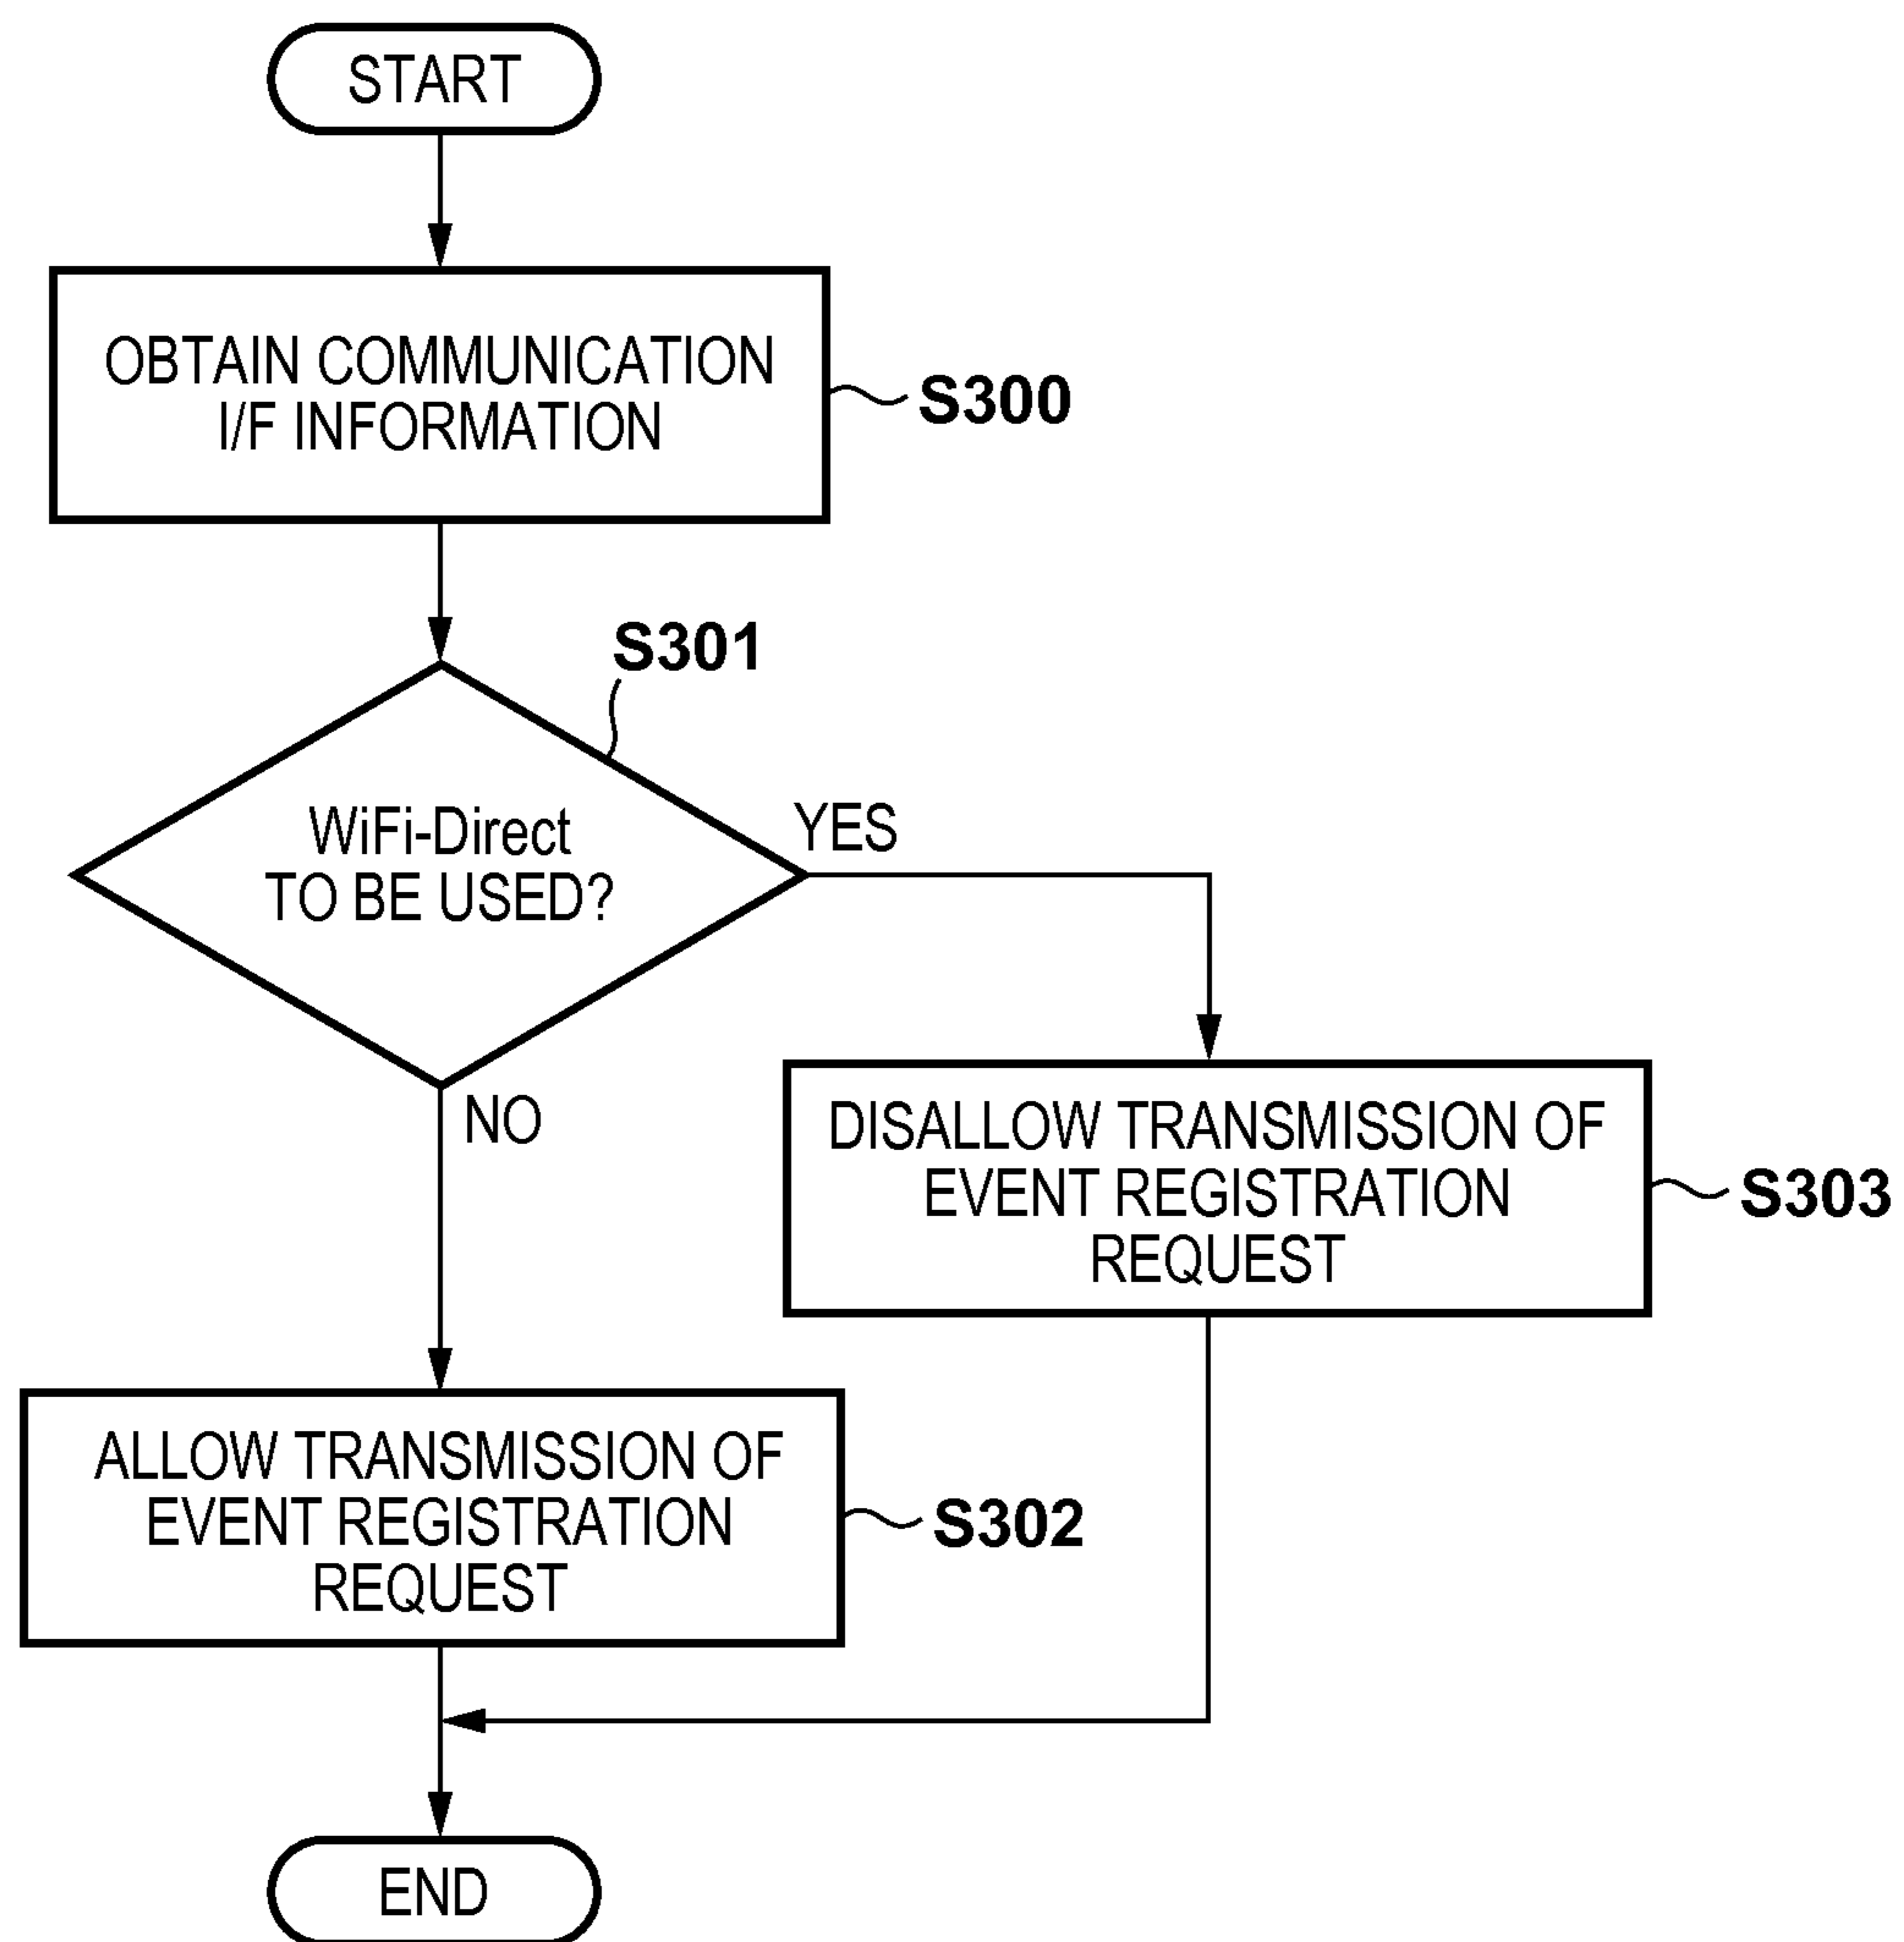 START
OBTAIN COMMUNICATION
I/F INFORMATION
S300
S301
WiFi-Direct
TO BE USED?
YES
NO
DISALLOW TRANSMISSION OF
EVENT REGISTRATION
REQUEST
S303
ALLOW TRANSMISSION OF
EVENT REGISTRATION
REQUEST
S302
END